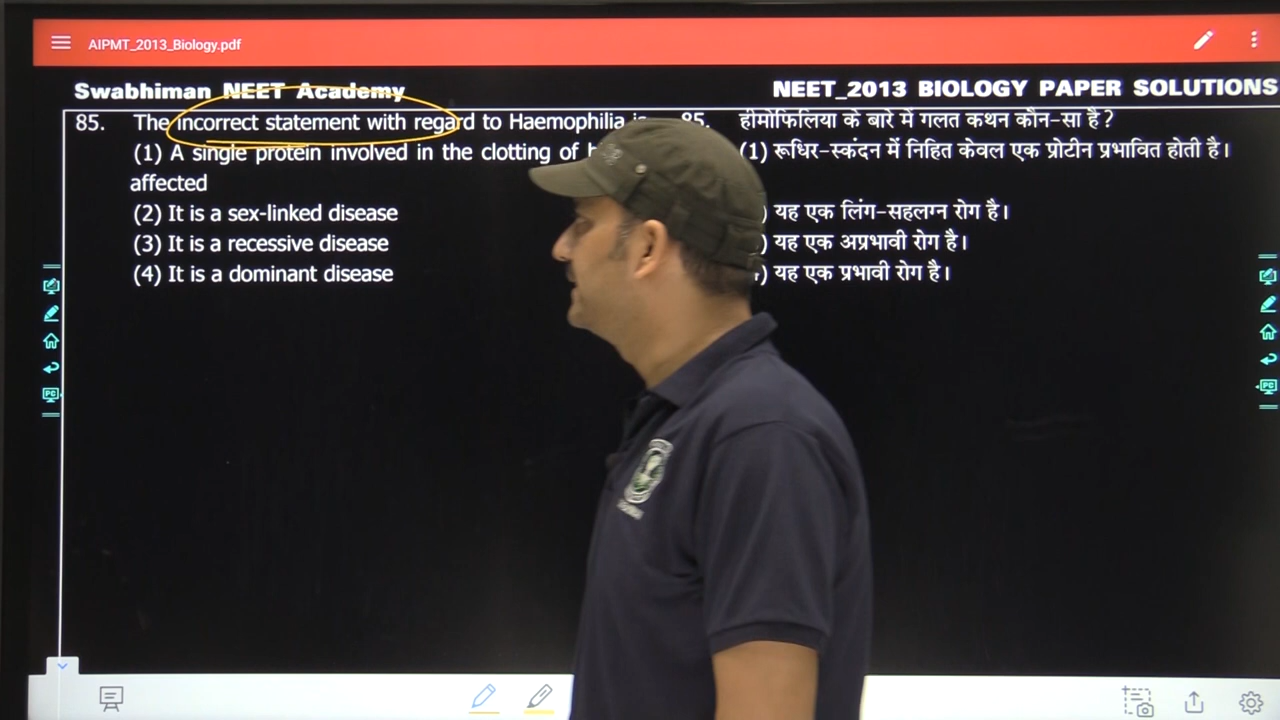 AIPMT_2013_Biology.pdf
Swabhiman NEET Academy
NEET_2013 BIOLOGY PAPER SOLUTIONS
85. The incorrect statement with regard to Haemophilia
(1) A single protein involved in the clotting of
affected
(2) It is a sex-linked disease
(3) It is a recessive disease
(4) It is a dominant disease
85. हीमोफिलिया के बारे में गलत कथन कौन-सा है?
(1) रूधिर-स्कंदन में निहित केवल एक प्रोटीन प्रभावित होती है।
) यह एक लिंग-सहलग्न रोग है।
) यह एक अप्रभावी रोग है।
) यह एक प्रभावी रोग है।
PC
PC